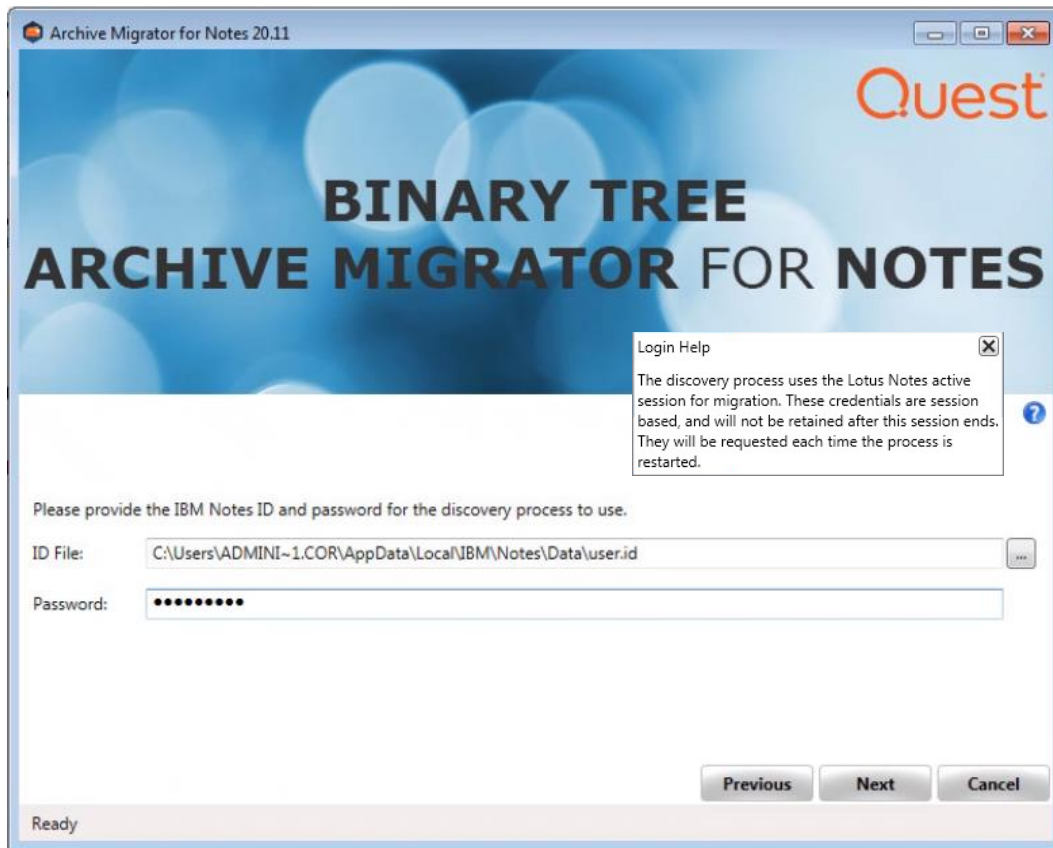 Archive Migrator for Notes 20.11
Quest
BINARY TREE
ARCHIVE MIGRATOR FOR NOTES
Login Help
The discovery process uses the Lotus Notes active
session for migration. These credentials are session
based, and will not be retained after this session ends.
They will be requested each time the process is
restarted.
?
Please provide the IBM Notes ID and password for the discovery process to use.
ID File:
C:\Users\ADMINI~1.COR\AppData\Local\IBM\Notes\Data\user.id
...
Password:
•••••••••
Previous
Next
Cancel
Ready